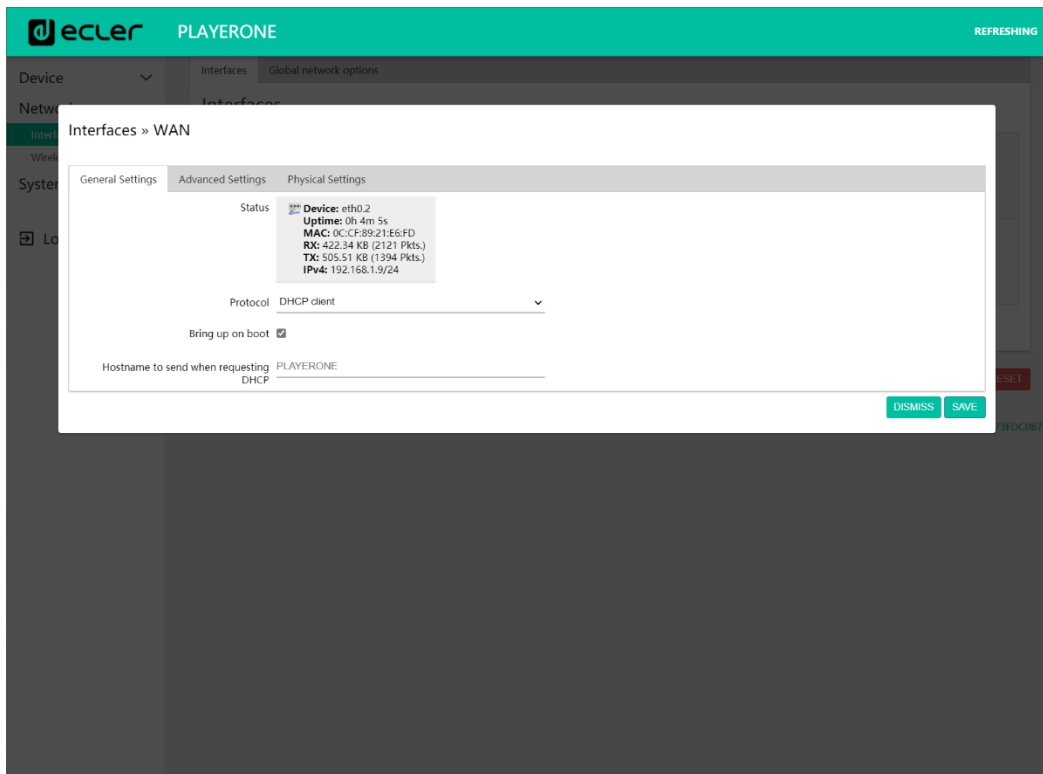 ecler PLAYERONE REFRESHING
Device
Interfaces Global network options
Interfaces
Interfaces » WAN
General Settings Advanced Settings Physical Settings
Status
Device: eth0.2
Uptime: 0h 4m 5s
MAC: 0C:CF:89:21:E6:FD
RX: 422.34 KB (2121 Pkts.)
TX: 505.51 KB (1394 Pkts.)
IPv4: 192.168.1.9/24
Protocol DHCP client
Bring up on boot
Hostname to send when requesting DHCP
PLAYERONE
DISMISS SAVE